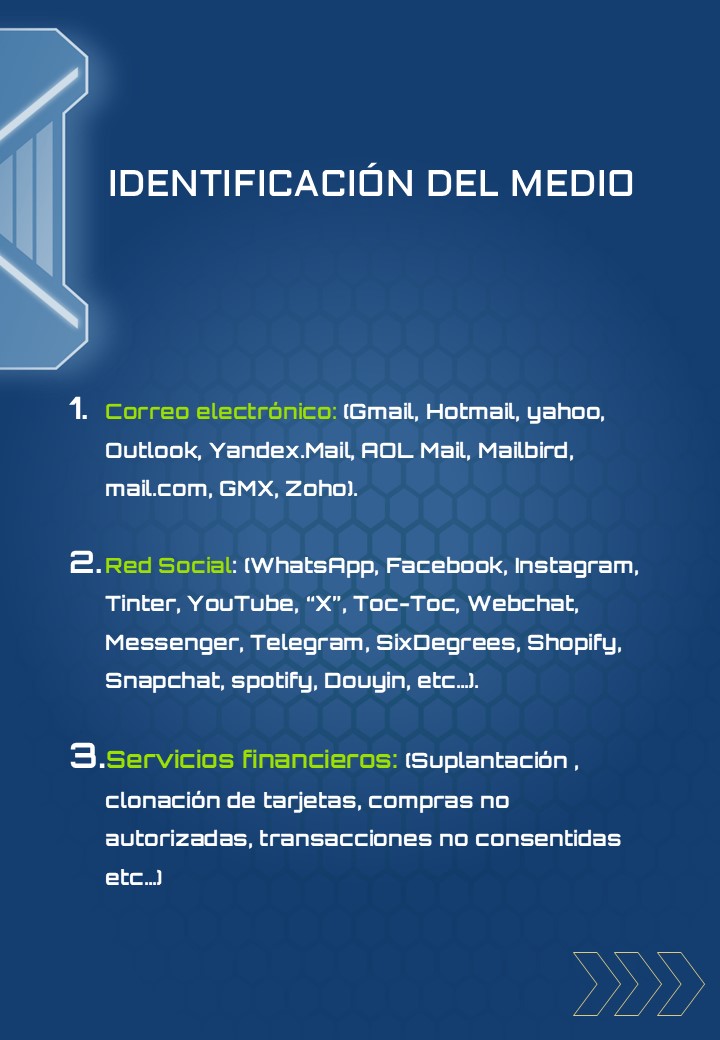 IDENTIFICACIÓN DEL MEDIO
1. Correo electrónico: (Gmail, Hotmail, yahoo,
Outlook, Yandex.Mail, AOL Mail, Mailbird,
mail.com, GMX, Zoho).
2. Red Social: (WhatsApp, Facebook, Instagram,
Tinter, YouTube, “X”, Toc-Toc, Webchat,
Messenger, Telegram, SixDegrees, Shopify,
Snapchat, spotify, Douyin, etc...).
3. Servicios financieros: (Suplantación ,
clonación de tarjetas, compras no
autorizadas, transacciones no consentidas
etc...)